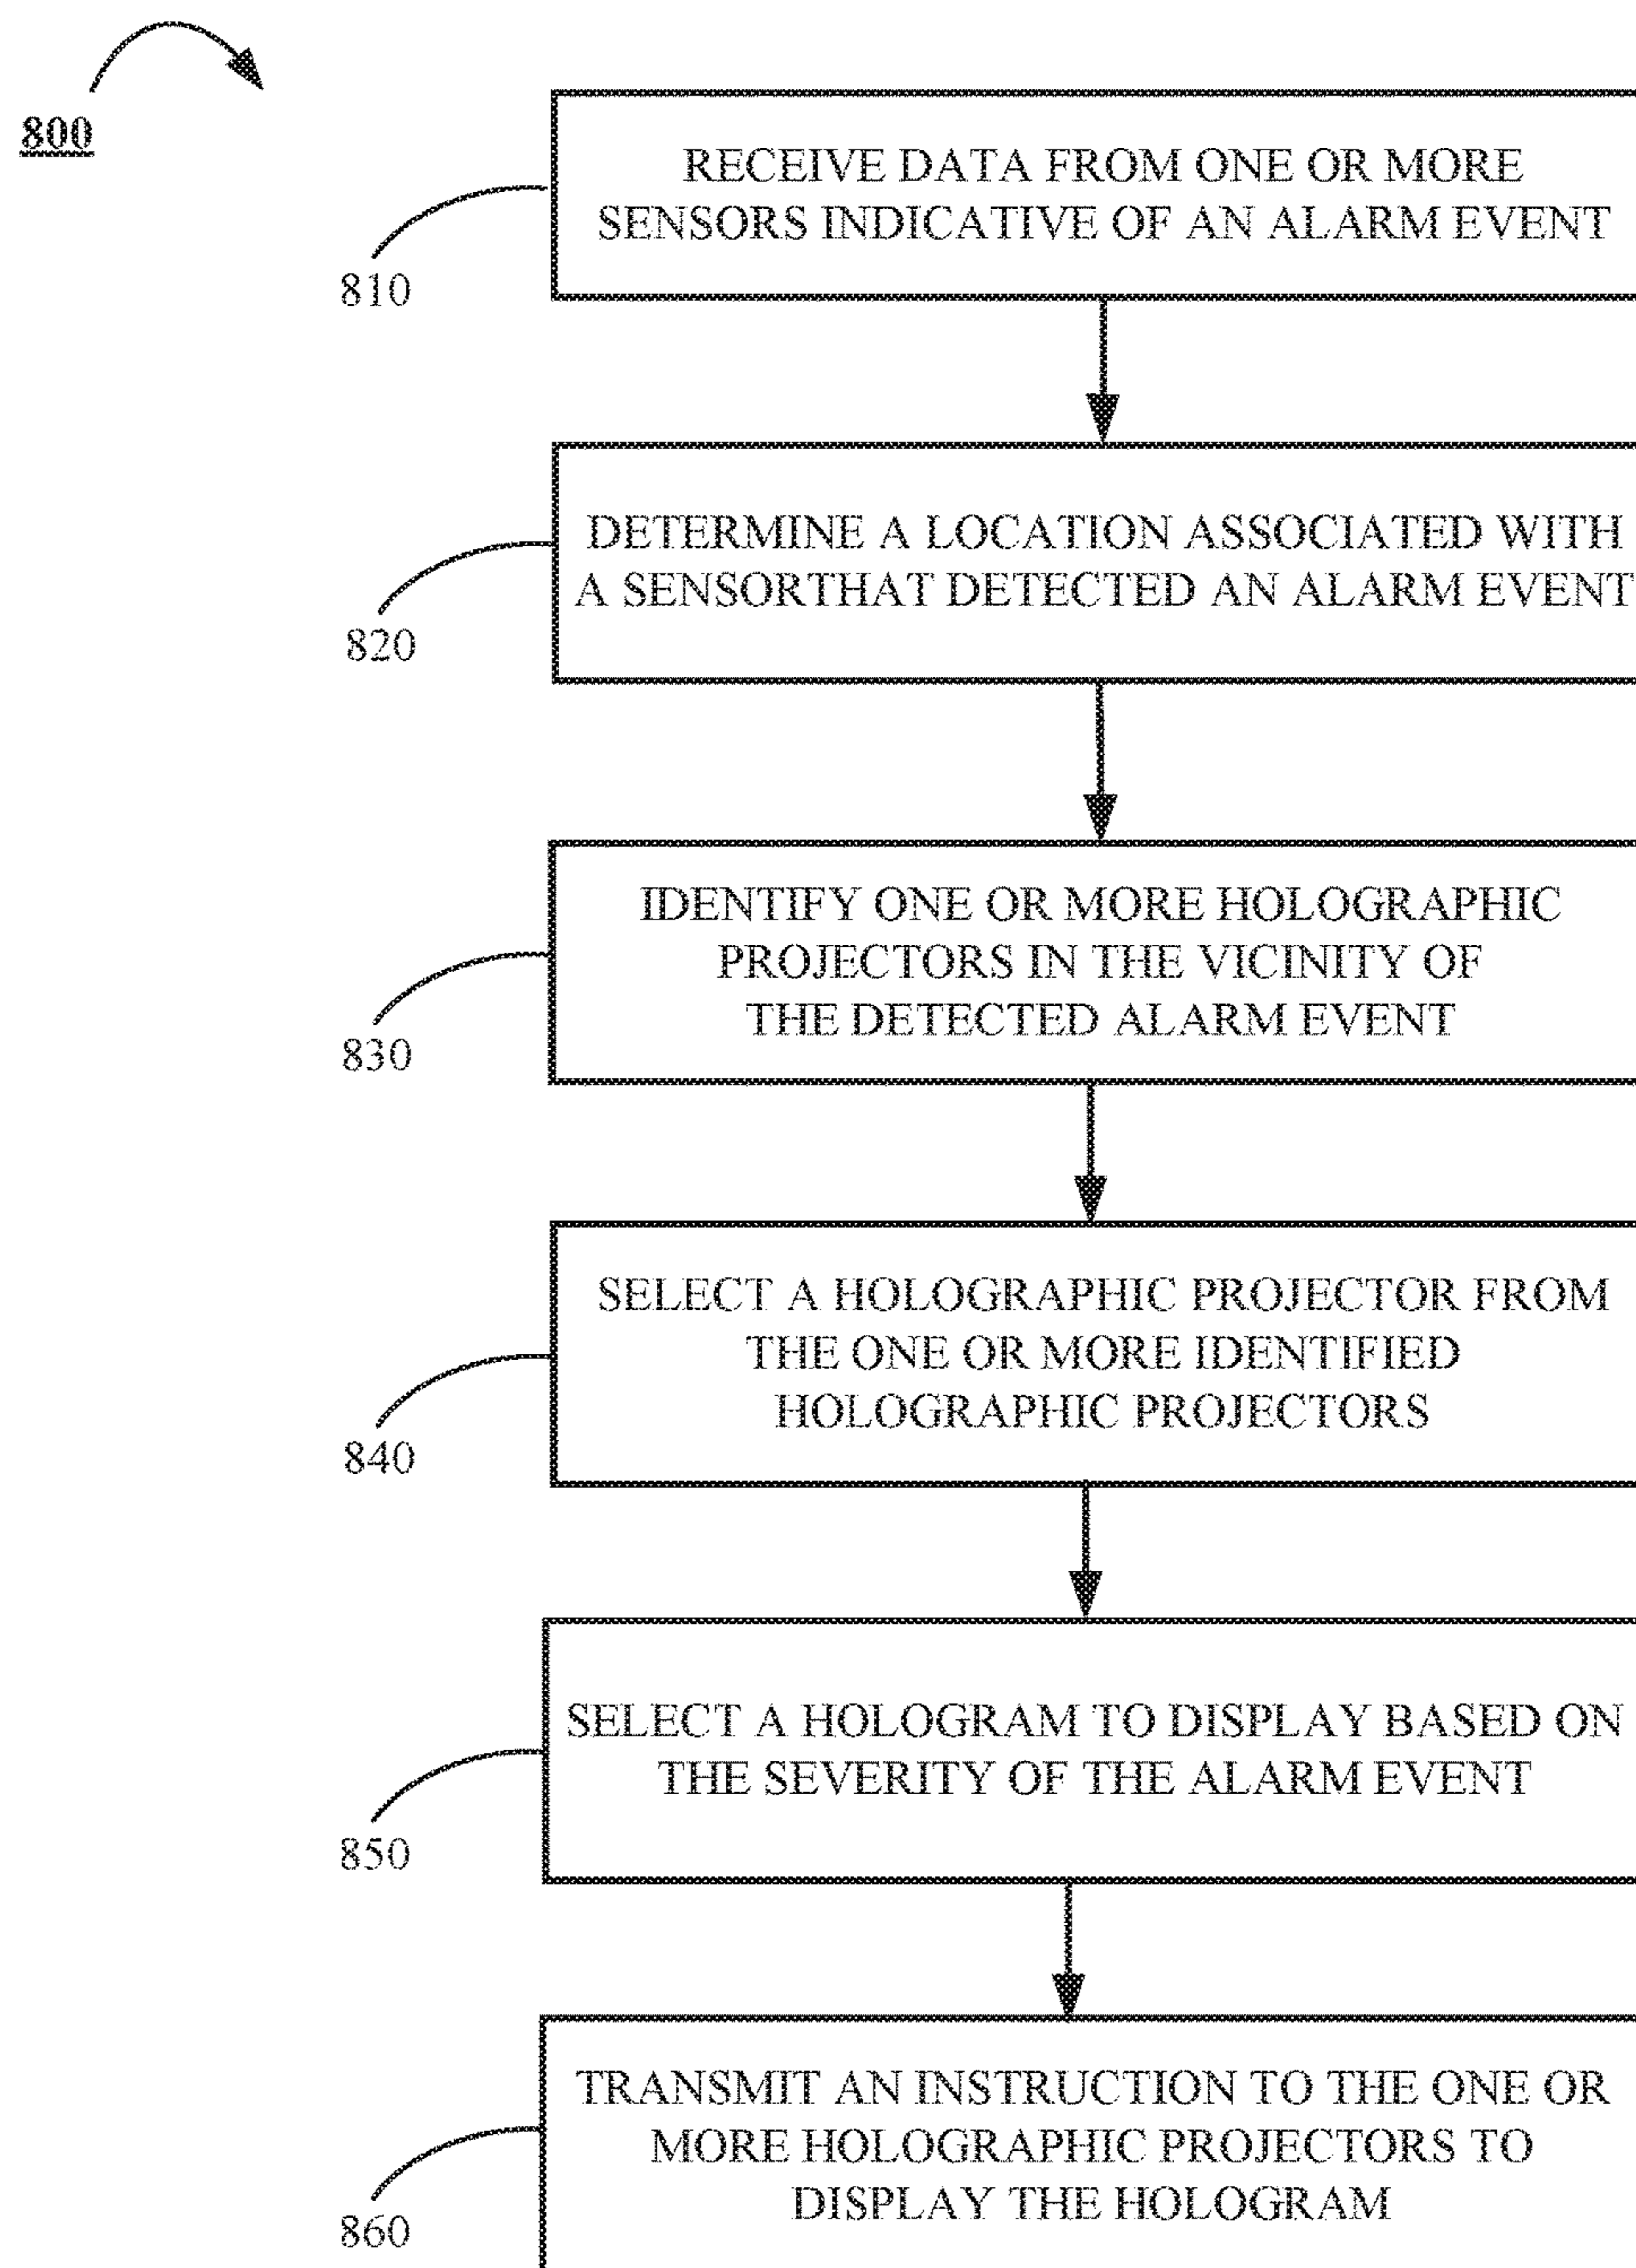 800
RECEIVE DATA FROM ONE OR MORE
SENSORS INDICATIVE OF AN ALARM EVENT
810
DETERMINE A LOCATION ASSOCIATED WITH
A SENSORTHAT DETECTED AN ALARM EVENT
820
IDENTIFY ONE OR MORE HOLOGRAPHIC
PROJECTORS IN THE VICINITY OF
THE DETECTED ALARM EVENT
830
SELECT A HOLOGRAPHIC PROJECTOR FROM
THE ONE OR MORE IDENTIFIED
HOLOGRAPHIC PROJECTORS
840
SELECT A HOLOGRAM TO DISPLAY BASED ON
THE SEVERITY OF THE ALARM EVENT
850
TRANSMIT AN INSTRUCTION TO THE ONE OR
MORE HOLOGRAPHIC PROJECTORS TO
DISPLAY THE HOLOGRAM
860